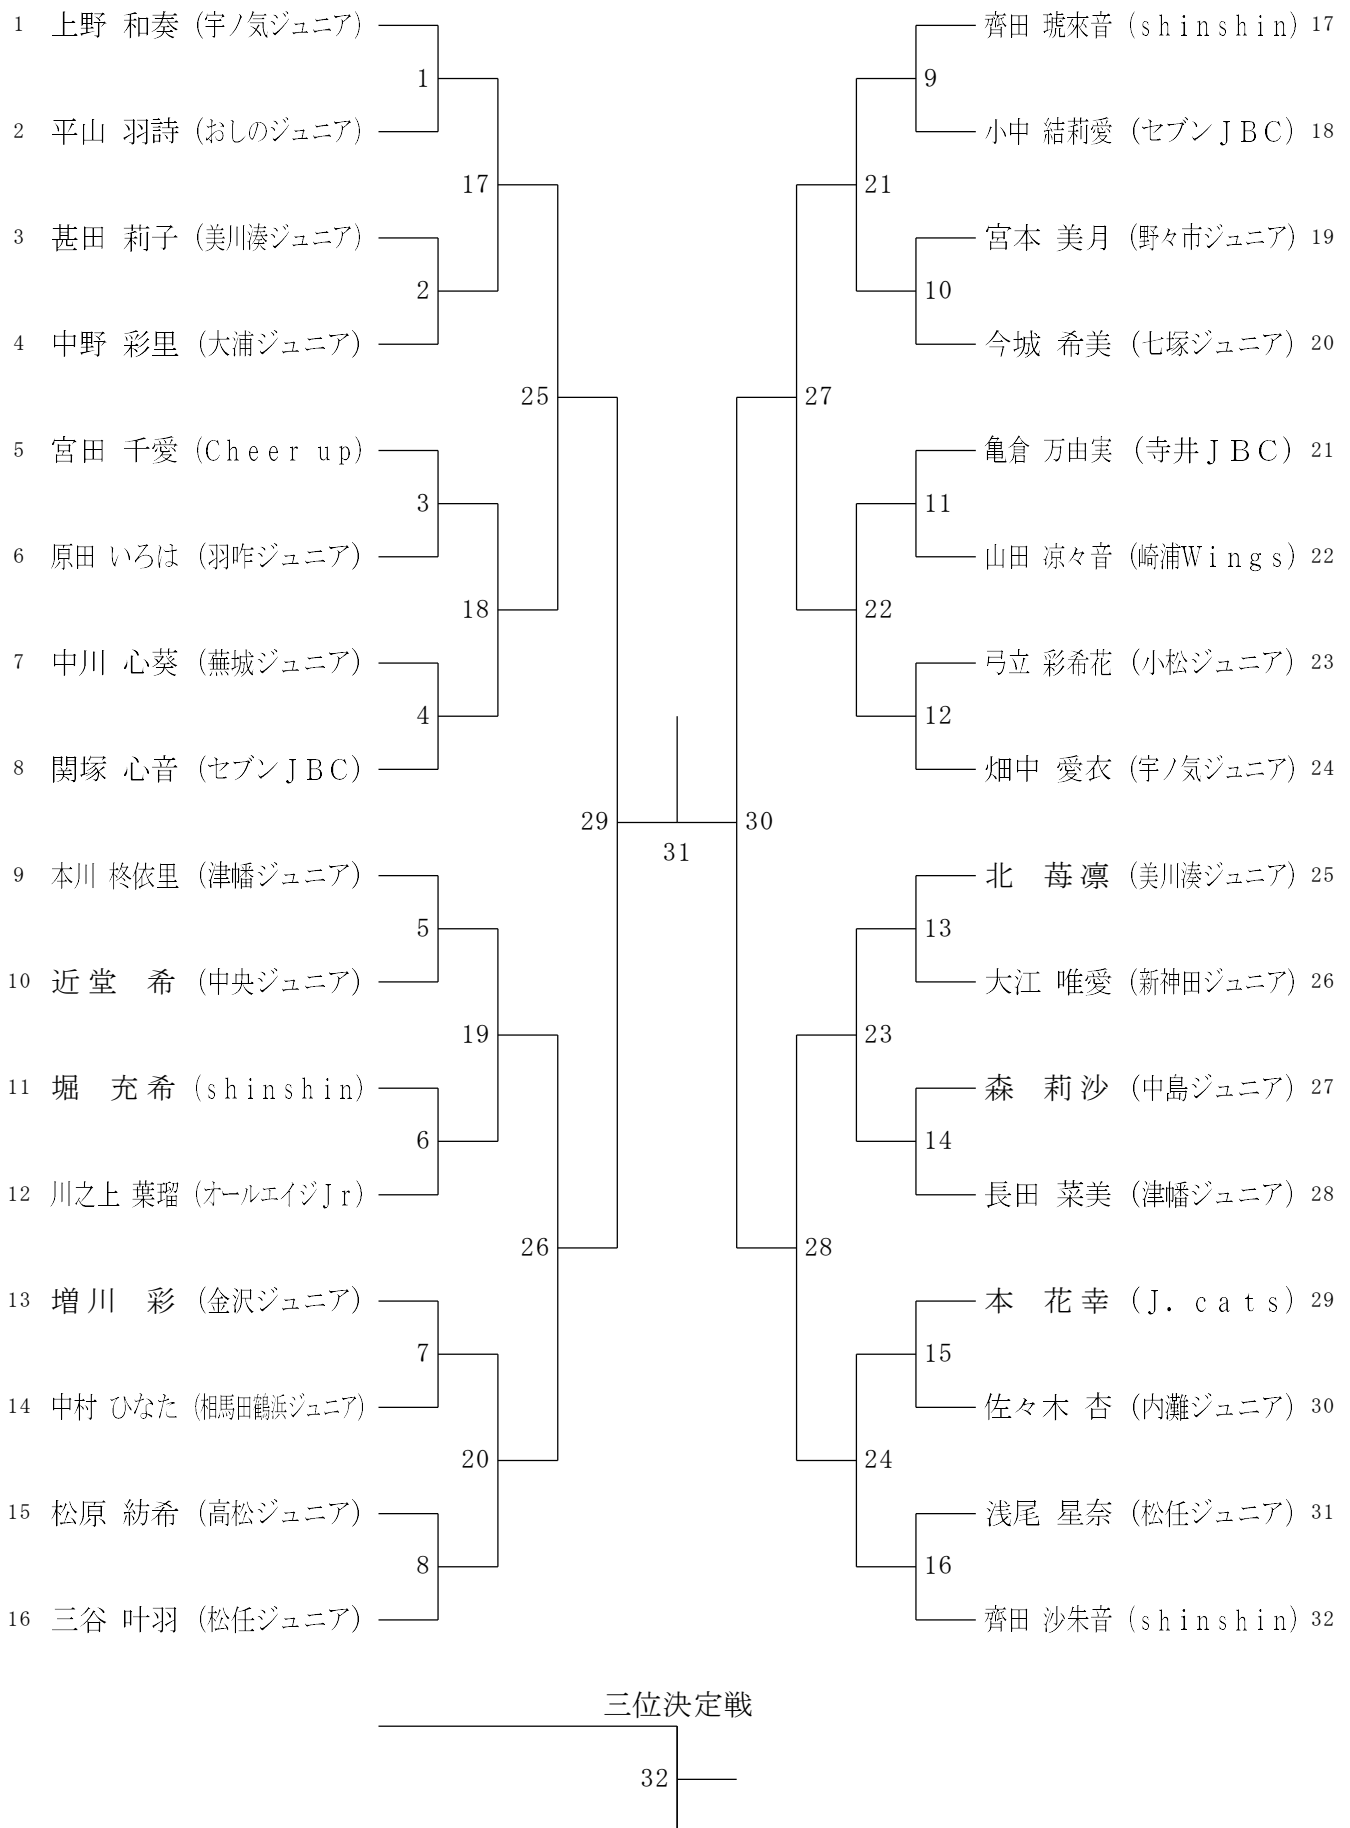 1 上野 和奏 (宇ノ気ジュニア)
1
2 平山 羽詩 (おしのジュニア)
17
3 甚田 莉子 (美川湊ジュニア)
2
4 中野 彩里 (大浦ジュニア)
25
5 宮田 千愛 (Cheer up)
3
6 原田 いろは (羽咋ジュニア)
18
7 中川 心葵 (蕪城ジュニア)
4
8 関塚 心音 (セブンJBC)
29
9 本川 柊依里 (津幡ジュニア)
5
10 近堂 希 (中央ジュニア)
19
11 堀 充希 (shinshin)
6
12 川之上 葉瑠 (オールエイジJr)
26
13 増川 彩 (金沢ジュニア)
7
14 中村 ひなた (相馬田鶴浜ジュニア)
20
15 松原 紡希 (高松ジュニア)
8
16 三谷 叶羽 (松任ジュニア)
31
齊田 琥來音 (shinshin) 17
9
小中 結莉愛 (セブンJBC) 18
21
宮本 美月 (野々市ジュニア) 19
10
今城 希美 (七塚ジュニア) 20
27
亀倉 万由実 (寺井JBC) 21
11
山田 凉々音 (崎浦Wings) 22
22
弓立 彩希花 (小松ジュニア) 23
12
畑中 愛衣 (宇ノ気ジュニア) 24
30
北 苺凛 (美川湊ジュニア) 25
13
大江 唯愛 (新神田ジュニア) 26
23
森 莉沙 (中島ジュニア) 27
14
長田 菜美 (津幡ジュニア) 28
28
本 花幸 (J. cats) 29
15
佐々木 杏 (内灘ジュニア) 30
24
浅尾 星奈 (松任ジュニア) 31
16
齊田 沙朱音 (shinshin) 32
三位決定戦
32